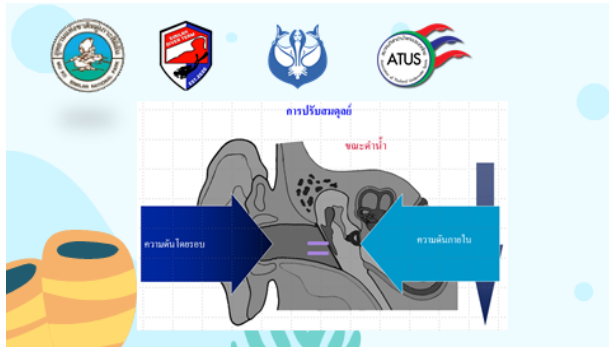 ATUS
การปรับสมดุลย์
ขณะดำน้ำ
ความดันโดยรอบ
=
ความดันภายใน